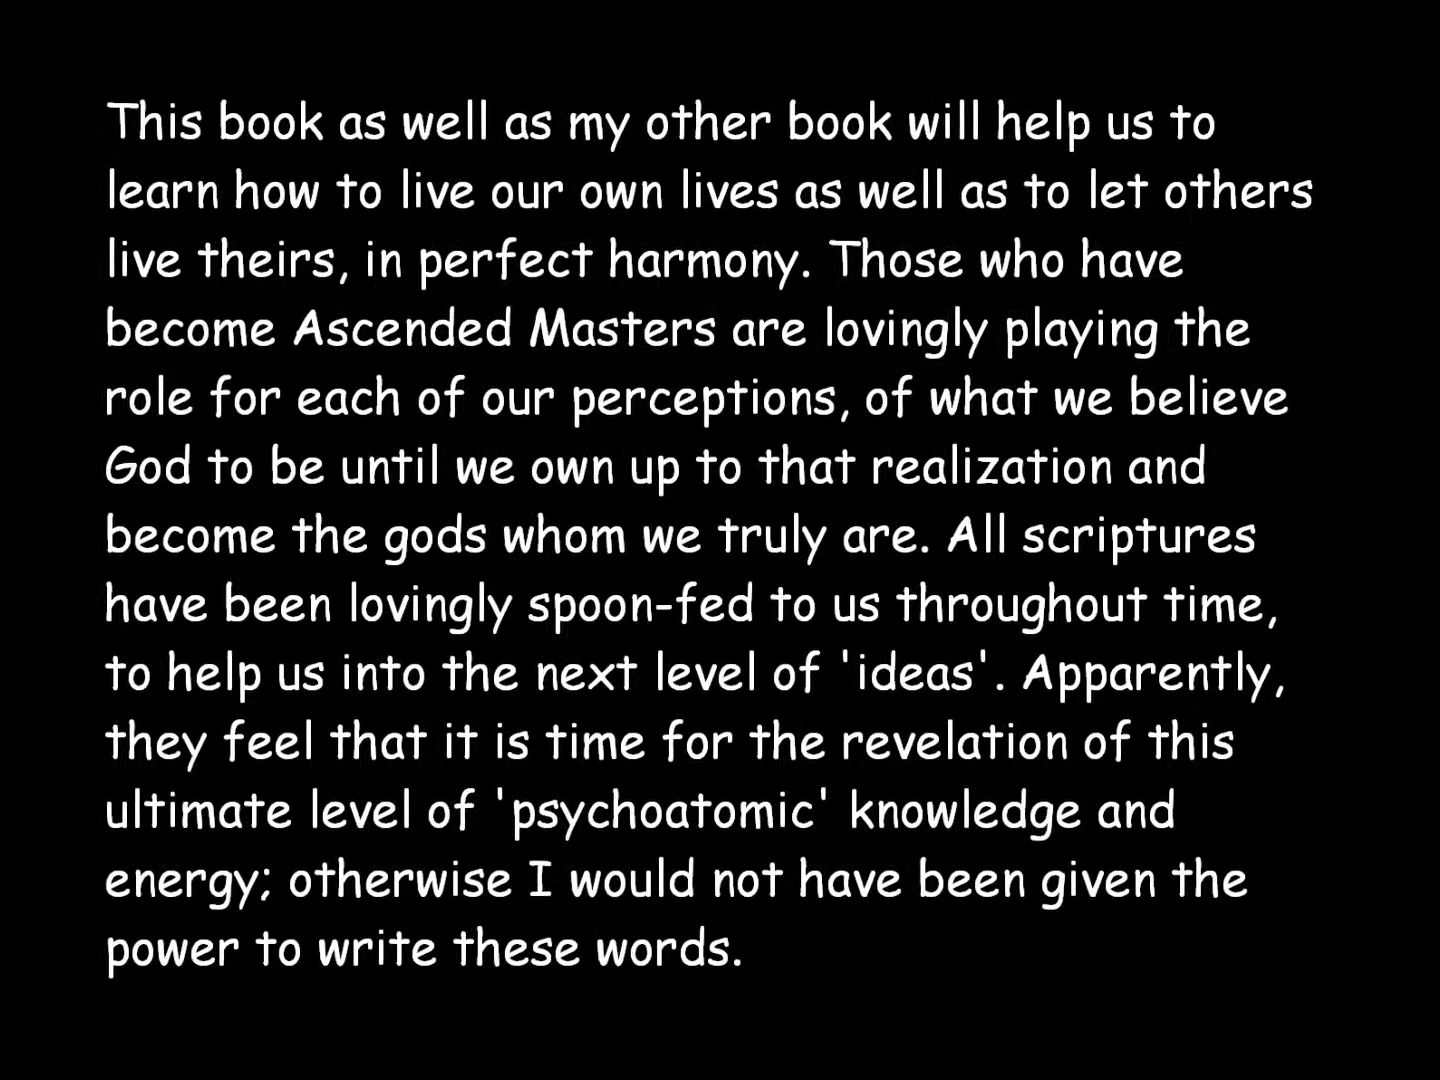 This book as well as my other book will help us to
learn how to live our own lives as well as to let others
live theirs, in perfect harmony. Those who have
become Ascended Masters are lovingly playing the
role for each of our perceptions, of what we believe
God to be until we own up to that realization and
become the gods whom we truly are. All scriptures
have been lovingly spoon-fed to us throughout time,
to help us into the next level of 'ideas'. Apparently,
they feel that it is time for the revelation of this
ultimate level of 'psychoatomic' knowledge and
energy; otherwise I would not have been given the
power to write these words.